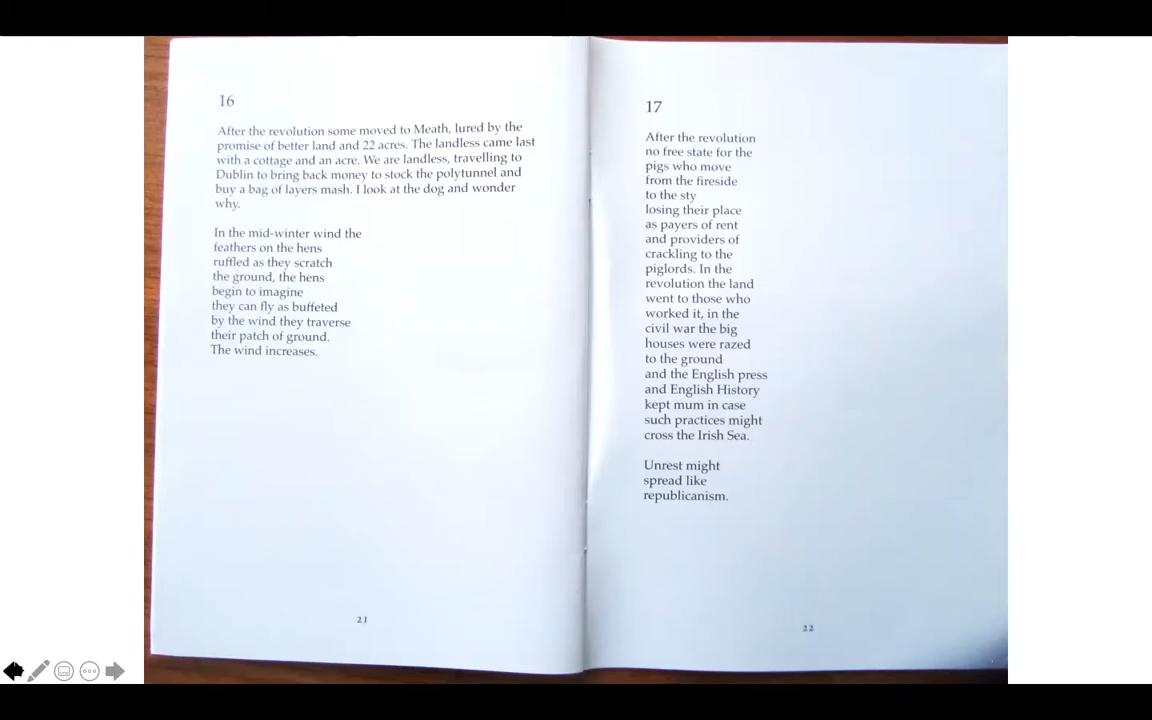 16
After the revolution some moved to Meath, lured by the
promise of better land and 22 acres. The landless came last
with a cottage and an acre. We are landless, travelling to
Dublin to bring back money to stock the polytunnel and
buy a bag of layers mash. I look at the dog and wonder
why.
In the mid-winter wind the
feathers on the hens
ruffled as they scratch
the ground, the hens
begin to imagine
they can fly as buffeted
by the wind they traverse
their patch of ground.
The wind increases.
21
17
After the revolution
no free state for the
pigs who move
from the fireside
to the sty
losing their place
as payers of rent
and providers of
crackling to the
piglords. In the
revolution the land
went to those who
worked it, in the
civil war the big
houses were razed
to the ground
and the English press
and English History
kept mum in case
such practices might
cross the Irish Sea.
Unrest might
spread like
republicanism.
22